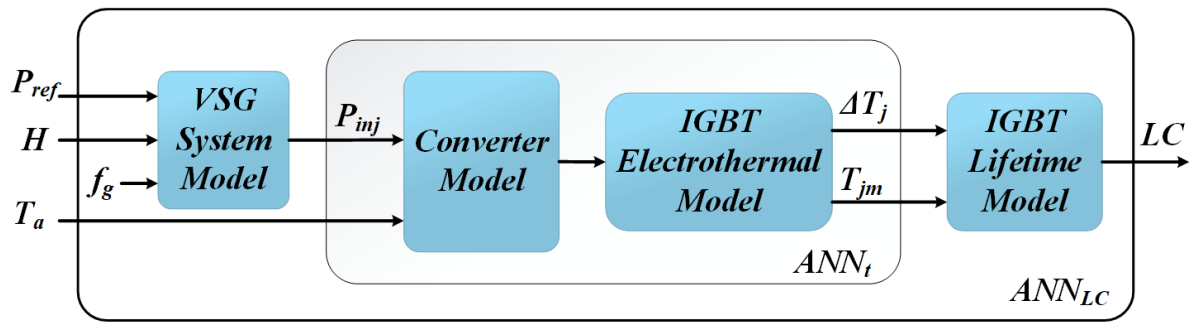 P_ref
H
f_g
T_a
VSG
System
Model
P_inj
Converter
Model
IGBT
Electrothermal
Model
ΔT_j
T_jm
IGBT
Lifetime
Model
LC
ANN_t
ANN_LC